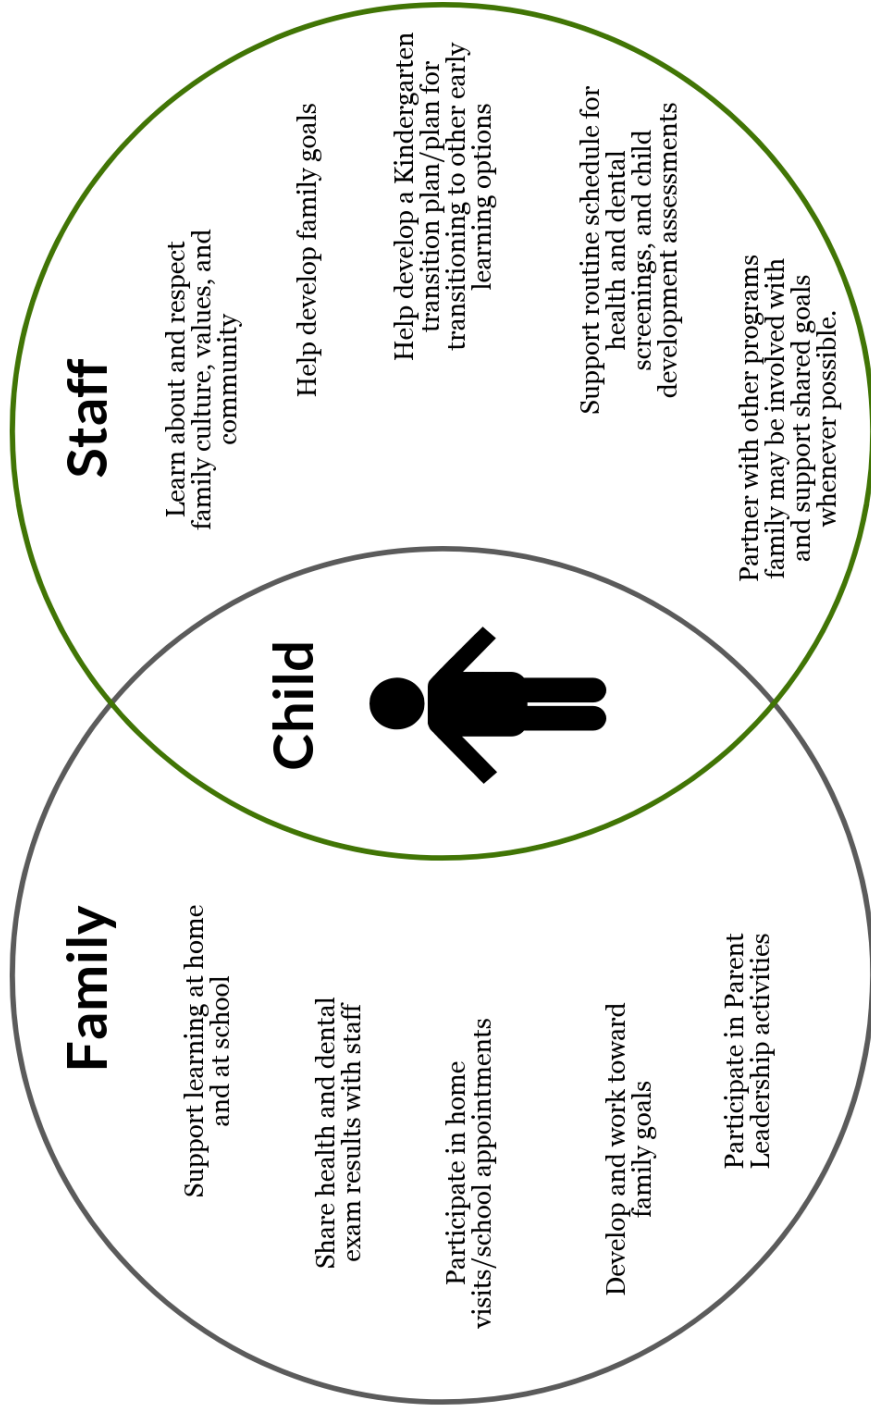 Family
Support learning at home
and at school
Share health and dental
exam results with staff
Participate in home
visits/school appointments
Develop and work toward
family goals
Participate in Parent
Leadership activities
Child
Staff
Learn about and respect
family culture, values, and
community
Help develop family goals
Help develop a Kindergarten
transition plan/plan for
transitioning to other early
learning options
Support routine schedule for
health and dental
screenings, and child
development assessments
Partner with other programs
family may be involved with
and support shared goals
whenever possible.